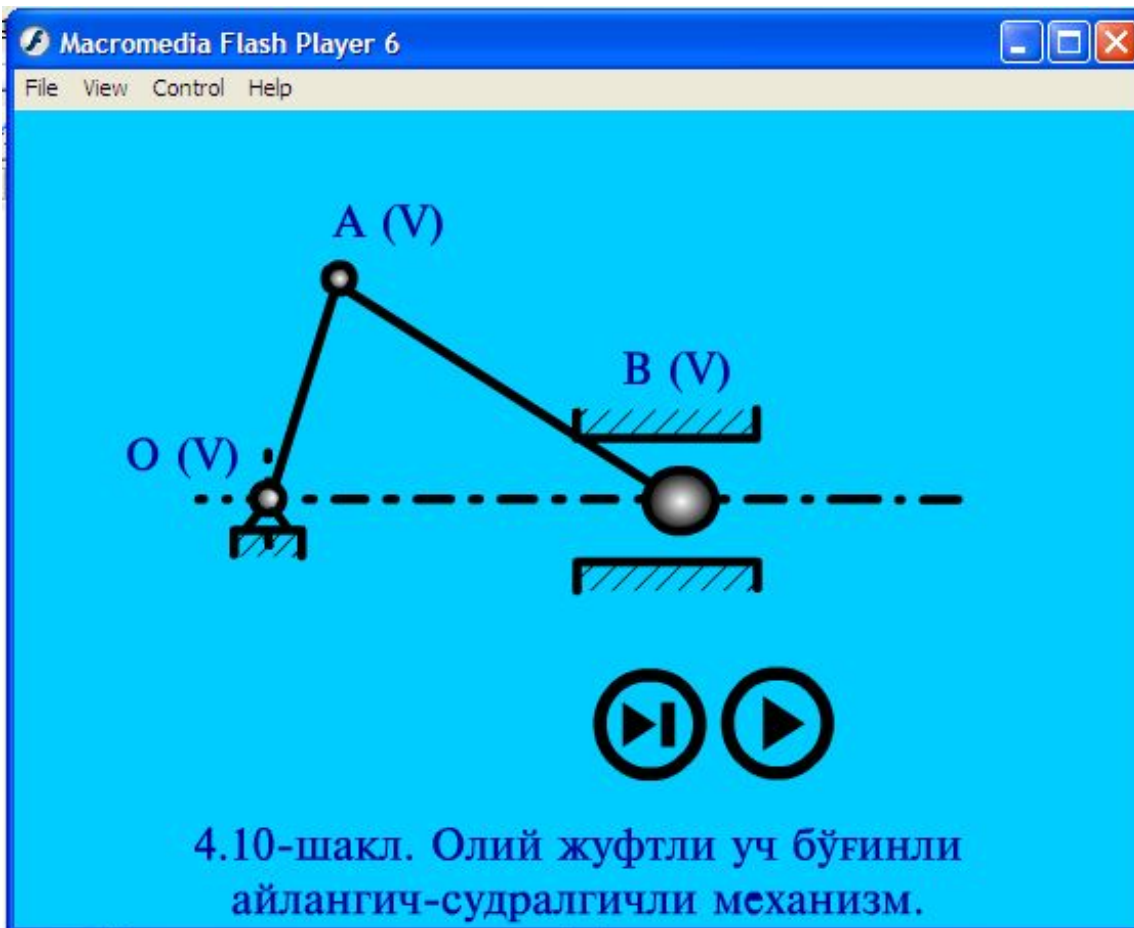 Macromedia Flash Player 6
File View Control Help
A (V)
B (V)
O (V)
4.10-шакл. Олий жуфтли уч бўғинли
айлангич-судралгичли механизм.